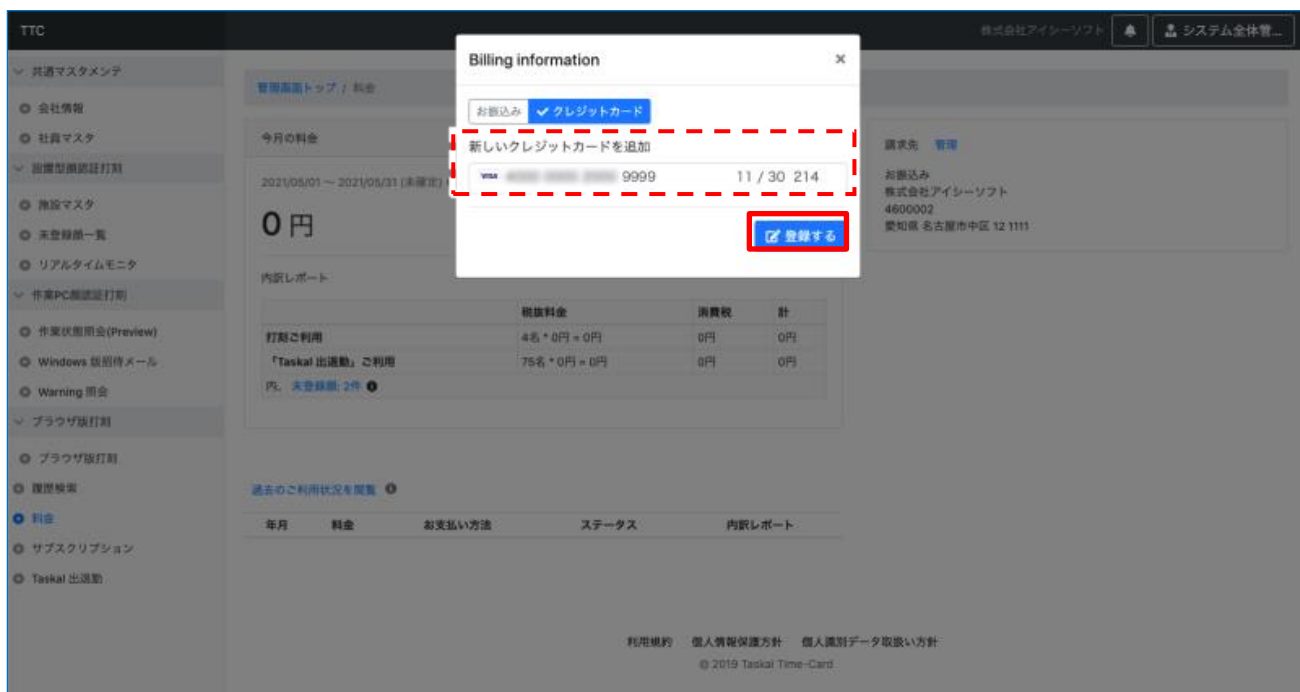 TTC
株式会社アイシーソフト
システム全体管...
共通マスタメンテ
会社情報
社員マスタ
設置型顔認証打刻
施設マスタ
未登録顔一覧
リアルタイムモニタ
作業PC顔認証打刻
作業状態照会(Preview)
Windows 版招待メール
Warning 照会
ブラウザ版打刻
ブラウザ版打刻
履歴検索
料金
サブスクリプション
Taskal 出退勤
管理画面トップ / 料金
今月の料金
2021/05/01 ~ 2021/05/31 (未確定)
0 円
内訳レポート
税抜料金 消費税 計
打刻ご利用 4名 * 0円 = 0円 0円 0円
「Taskal 出退勤」ご利用 75名 * 0円 = 0円 0円 0円
内、未登録顔: 2件
過去のご利用状況を閲覧
年月 料金 お支払い方法 ステータス 内訳レポート
Billing information ×
お振込み クレジットカード
新しいクレジットカードを追加
VISA 9999 11 / 30 214
登録する
請求先 管理
お振込み
株式会社アイシーソフト
4600002
愛知県 名古屋市中区 12 1111
利用規約 個人情報保護方針 個人識別データ取扱い方針
© 2019 Taskal Time-Card